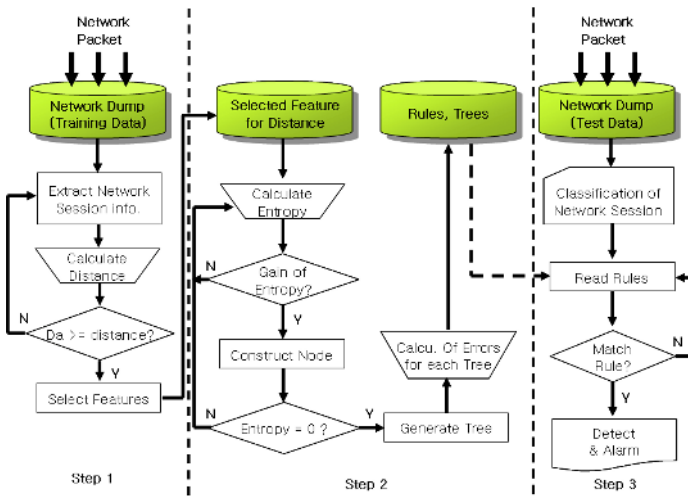 Network
Packet
Network Dump
(Training Data)
Extract Network
Session info.
Calculate
Distance
N
Da >= distance?
Y
Select Features
Step 1
Selected Feature
for Distance
Calculate
Entropy
N
Gain of
Entropy?
Y
Construct Node
N
Entropy = 0 ?
Y
Generate Tree
Calcu. Of Errors
for each Tree
Rules, Trees
Step 2
Network
Packet
Network Dump
(Test Data)
Classification of
Network Session
Read Rules
Match
Rule?
N
Y
Detect
& Alarm
Step 3